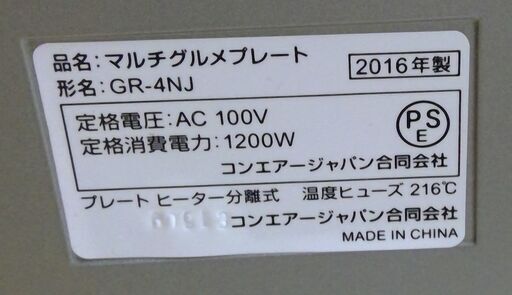 品名:マルチグルメプレート
2016年製
形名:GR-4NJ
定格電圧:AC 100V
定格消費電力:1200W
PSE
コンエアージャパン合同会社
プレート ヒーター分離式 温度ヒューズ 216℃
コンエアージャパン合同会社
MADE IN CHINA